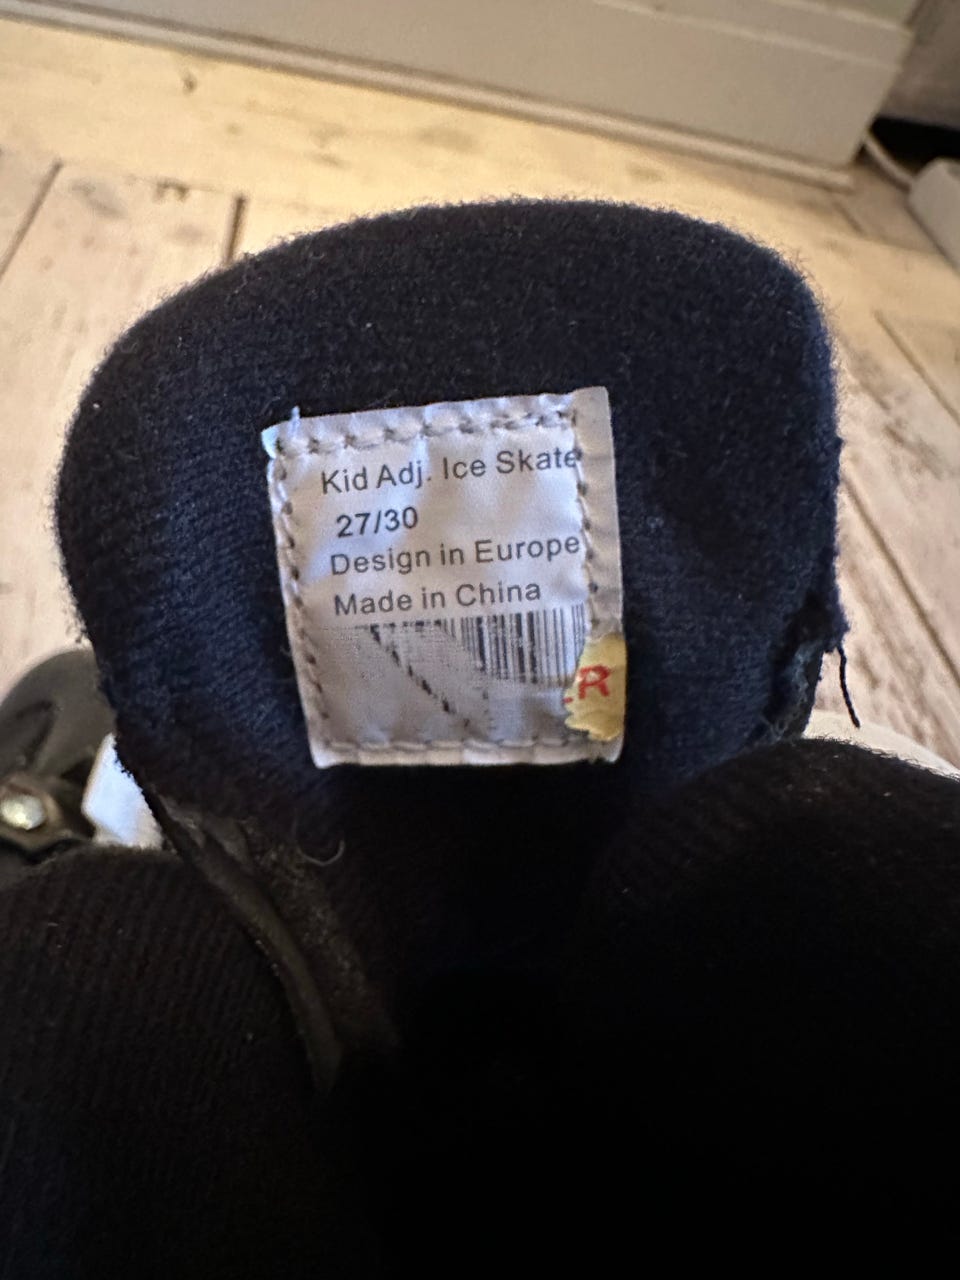 Kid Adj. Ice Skate
27/30
Design in Europe
Made in China
R